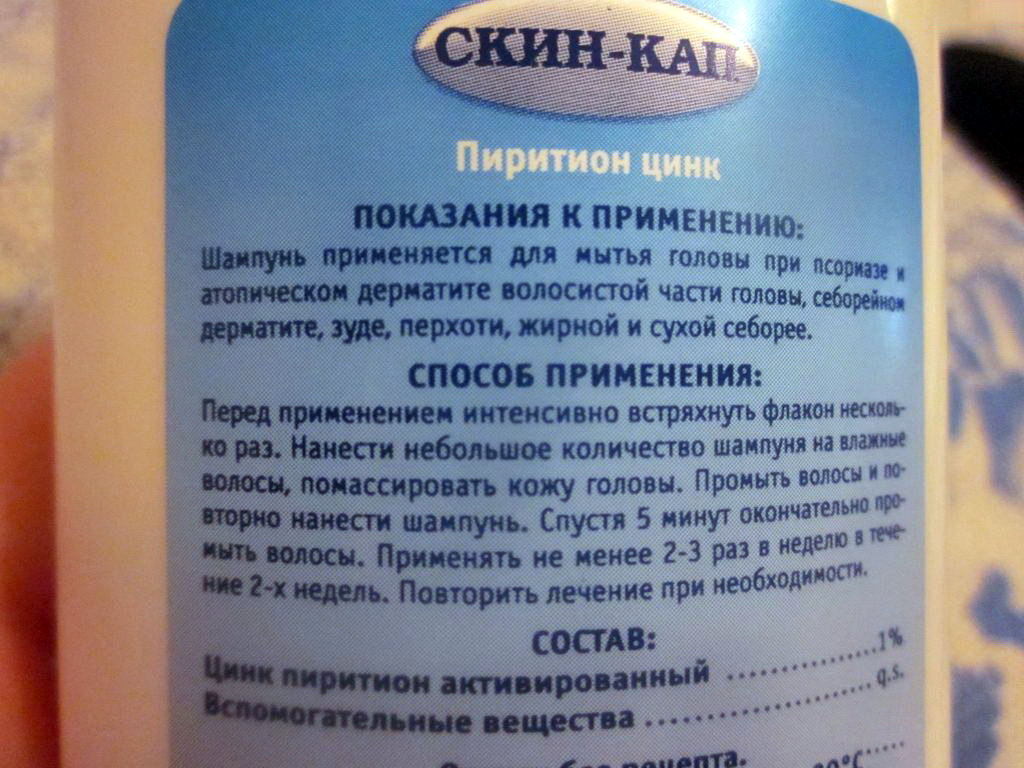 СКИН-КАП
Пиритион цинк
ПОКАЗАНИЯ К ПРИМЕНЕНИЮ:
Шампунь применяется для мытья головы при псориазе и
атопическом дерматите волосистой части головы, себорейном
дерматите, зуде, перхоти, жирной и сухой себорее.
СПОСОБ ПРИМЕНЕНИЯ:
Перед применением интенсивно встряхнуть флакон несколь-
ко раз. Нанести небольшое количество шампуня на влажные
волосы, помассировать кожу головы. Промыть волосы и по-
вторно нанести шампунь. Спустя 5 минут окончательно про-
мыть волосы. Применять не менее 2-3 раз в неделю в тече-
ние 2-х недель. Повторить лечение при необходимости.
СОСТАВ:
Цинк пиритион активированный ....................1%
Вспомогательные вещества ........................q.s.
без рецепта.